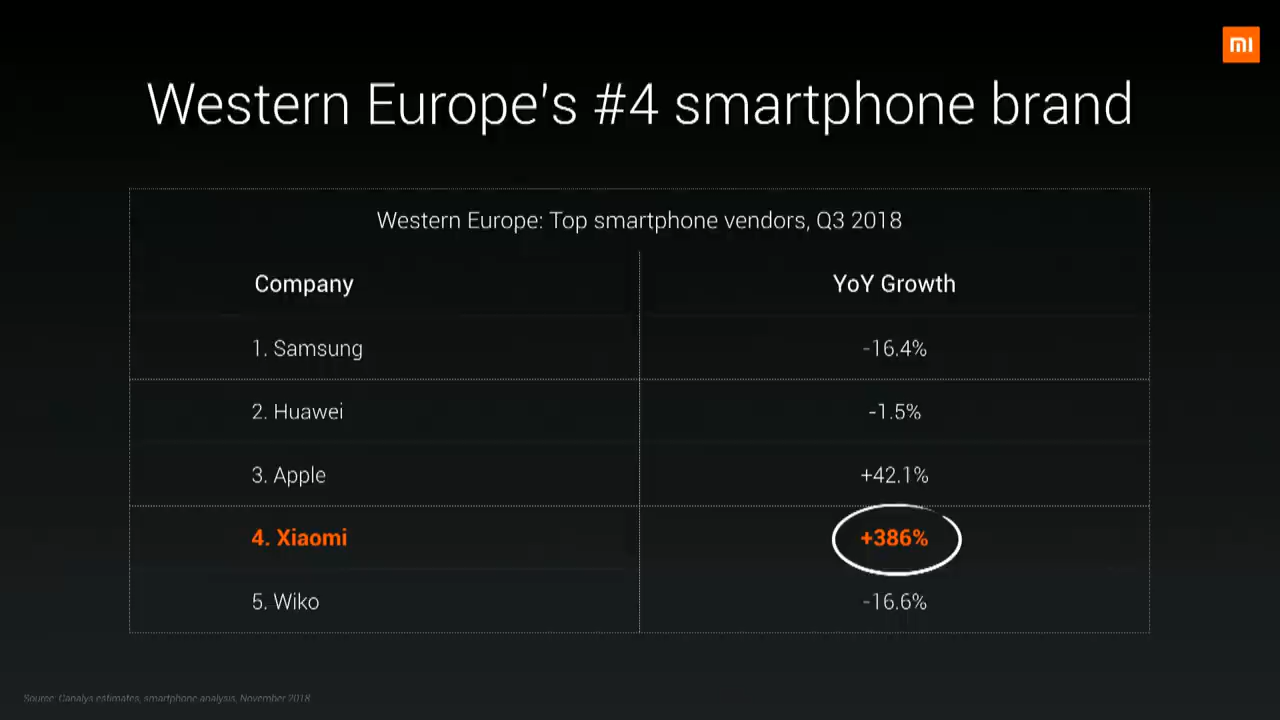 mi
Western Europe's #4 smartphone brand
Western Europe: Top smartphone vendors, Q3 2018
Company YoY Growth
1. Samsung -16.4%
2. Huawei -1.5%
3. Apple +42.1%
4. Xiaomi +386%
5. Wiko -16.6%
Source: Canalys estimates, smartphone analysis, November 2018